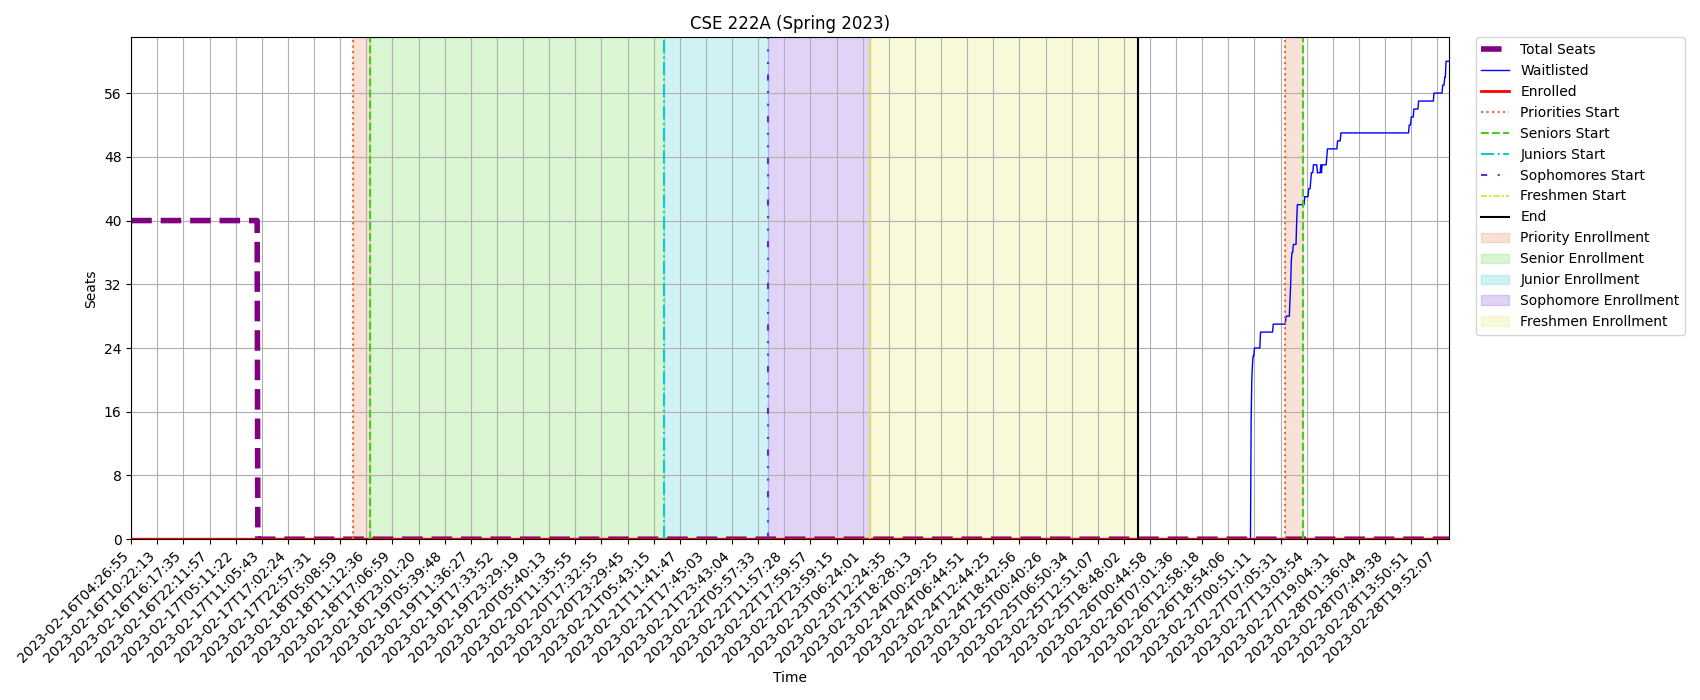 CSE 222A (Spring 2023)
Seats
56
48
40
32
24
16
8
0
2023-02-16T04:26:55
2023-02-16T10:22:13
2023-02-16T16:17:35
2023-02-16T22:11:57
2023-02-17T05:11:22
2023-02-17T11:05:43
2023-02-17T17:02:24
2023-02-17T22:57:31
2023-02-18T05:08:59
2023-02-18T11:12:36
2023-02-18T17:06:59
2023-02-18T23:01:20
2023-02-19T05:39:48
2023-02-19T11:36:27
2023-02-19T17:33:52
2023-02-19T23:29:19
2023-02-20T05:40:13
2023-02-20T11:35:55
2023-02-20T17:32:55
2023-02-20T23:29:45
2023-02-21T05:43:15
2023-02-21T11:41:47
2023-02-21T17:45:03
2023-02-21T23:43:04
2023-02-22T05:57:33
2023-02-22T11:57:28
2023-02-22T17:59:57
2023-02-22T23:59:15
2023-02-23T06:24:01
2023-02-23T12:24:35
2023-02-23T18:28:13
2023-02-24T00:29:25
2023-02-24T06:44:51
2023-02-24T12:44:25
2023-02-24T18:42:56
2023-02-25T00:40:26
2023-02-25T06:50:34
2023-02-25T12:51:07
2023-02-25T18:48:02
2023-02-26T00:44:58
2023-02-26T07:01:36
2023-02-26T12:58:18
2023-02-26T18:54:06
2023-02-27T00:51:11
2023-02-27T07:05:31
2023-02-27T13:03:54
2023-02-27T19:04:31
2023-02-28T01:36:04
2023-02-28T07:49:38
2023-02-28T13:50:51
2023-02-28T19:52:07
Time
Total Seats
Waitlisted
Enrolled
Priorities Start
Seniors Start
Juniors Start
Sophomores Start
Freshmen Start
End
Priority Enrollment
Senior Enrollment
Junior Enrollment
Sophomore Enrollment
Freshmen Enrollment